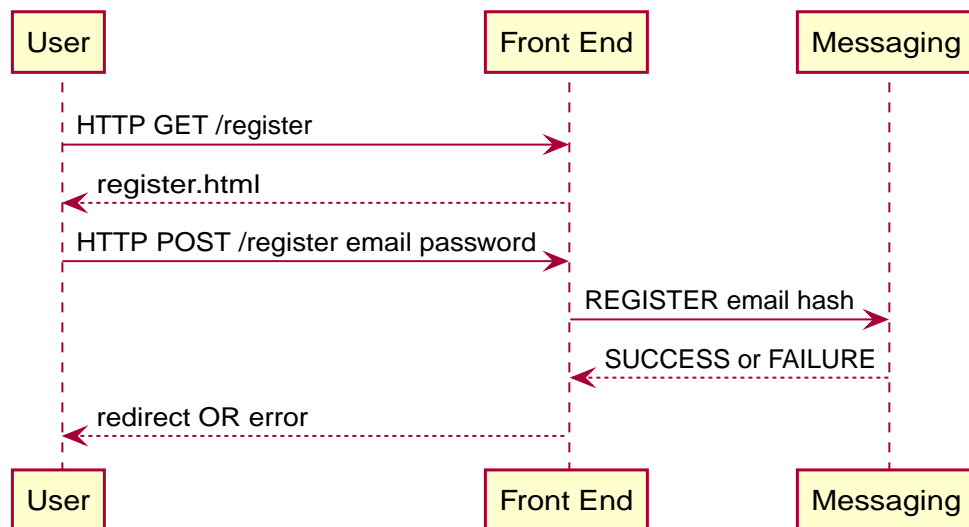 User
Front End
Messaging
HTTP GET /register
register.html
HTTP POST /register email password
REGISTER email hash
SUCCESS or FAILURE
redirect OR error
User
Front End
Messaging